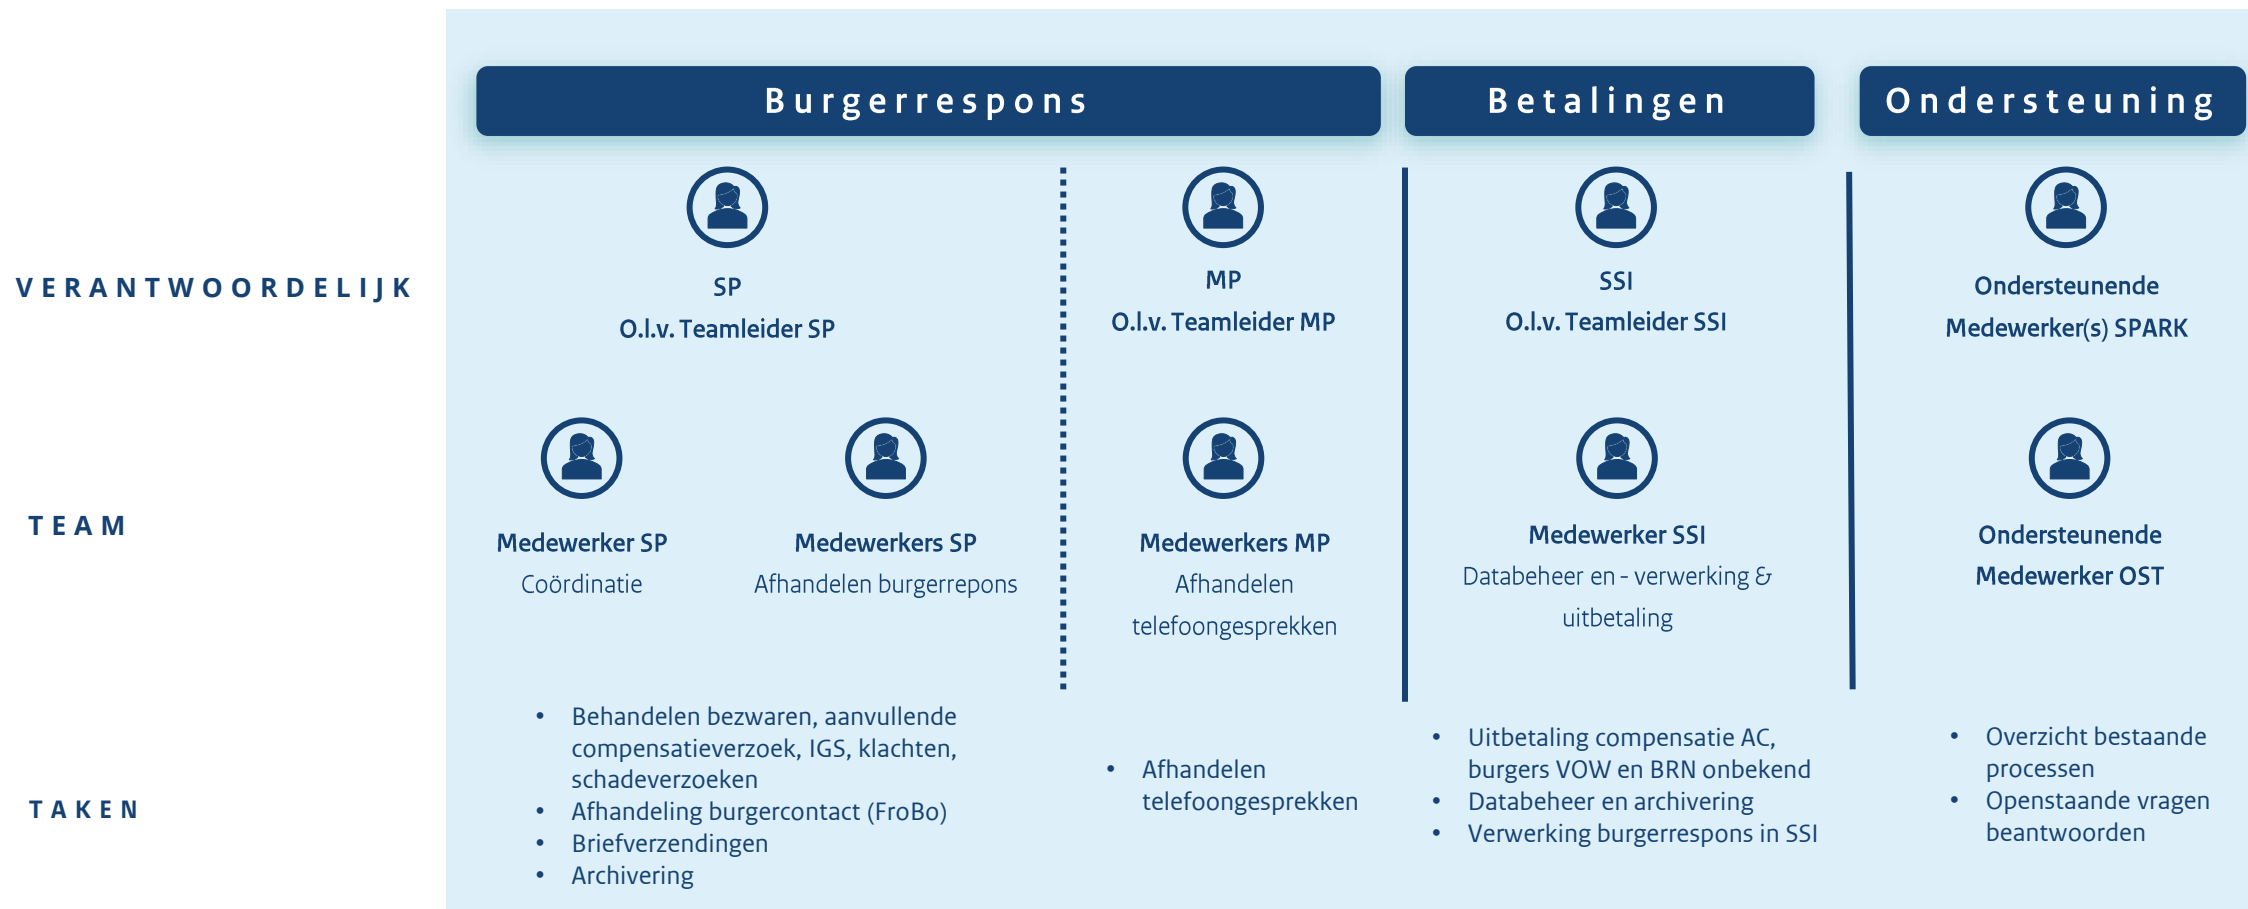 Burgerrespons
Betalingen
Ondersteuning
VERANTWOORDELIJK
SP
O.l.v. Teamleider SP
MP
O.l.v. Teamleider MP
SSI
O.l.v. Teamleider SSI
Ondersteunende
Medewerker(s) SPARK
TEAM
Medewerker SP
Coördinatie
Medewerkers SP
Afhandelen burgerrepons
Medewerkers MP
Afhandelen
telefoongesprekken
Medewerker SSI
Databeheer en - verwerking &
uitbetaling
Ondersteunende
Medewerker OST
TAKEN
• Behandelen bezwaren, aanvullende
compensatieverzoek, IGS, klachten,
schadeverzoeken
• Afhandeling burgercontact (FroBo)
• Briefverzendingen
• Archivering
• Afhandelen
telefoongesprekken
• Uitbetaling compensatie AC,
burgers VOW en BRN onbekend
• Databeheer en archivering
• Verwerking burgerrespons in SSI
• Overzicht bestaande
processen
• Openstaande vragen
beantwoorden